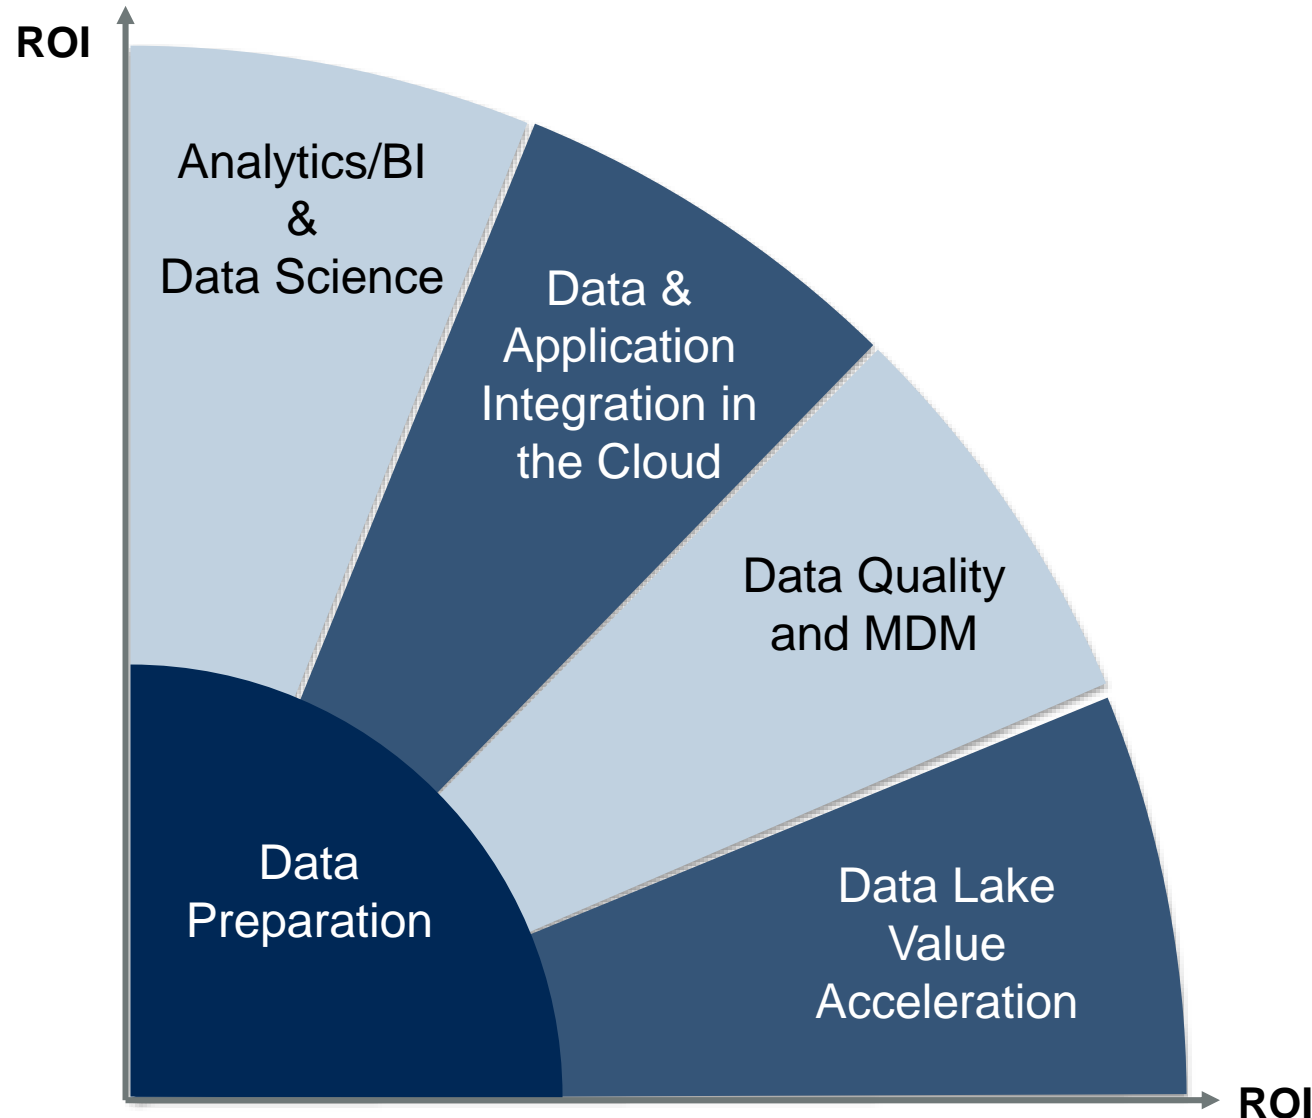 ROI
Analytics/BI
&
Data Science
Data &
Application
Integration in
the Cloud
Data Quality
and MDM
Data
Preparation
Data Lake
Value
Acceleration
ROI